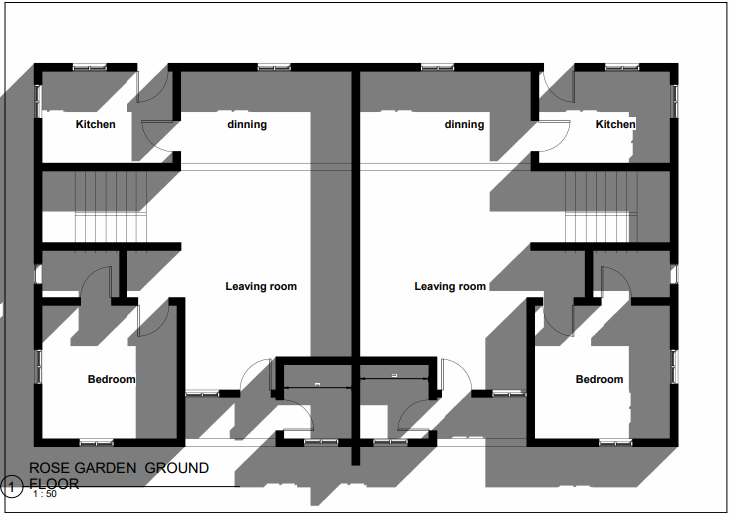 Kitchen dinning dinning Kitchen
Leaving room Leaving room
Bedroom Bedroom
ROSE GARDEN GROUND
FLOOR
1
1 : 50